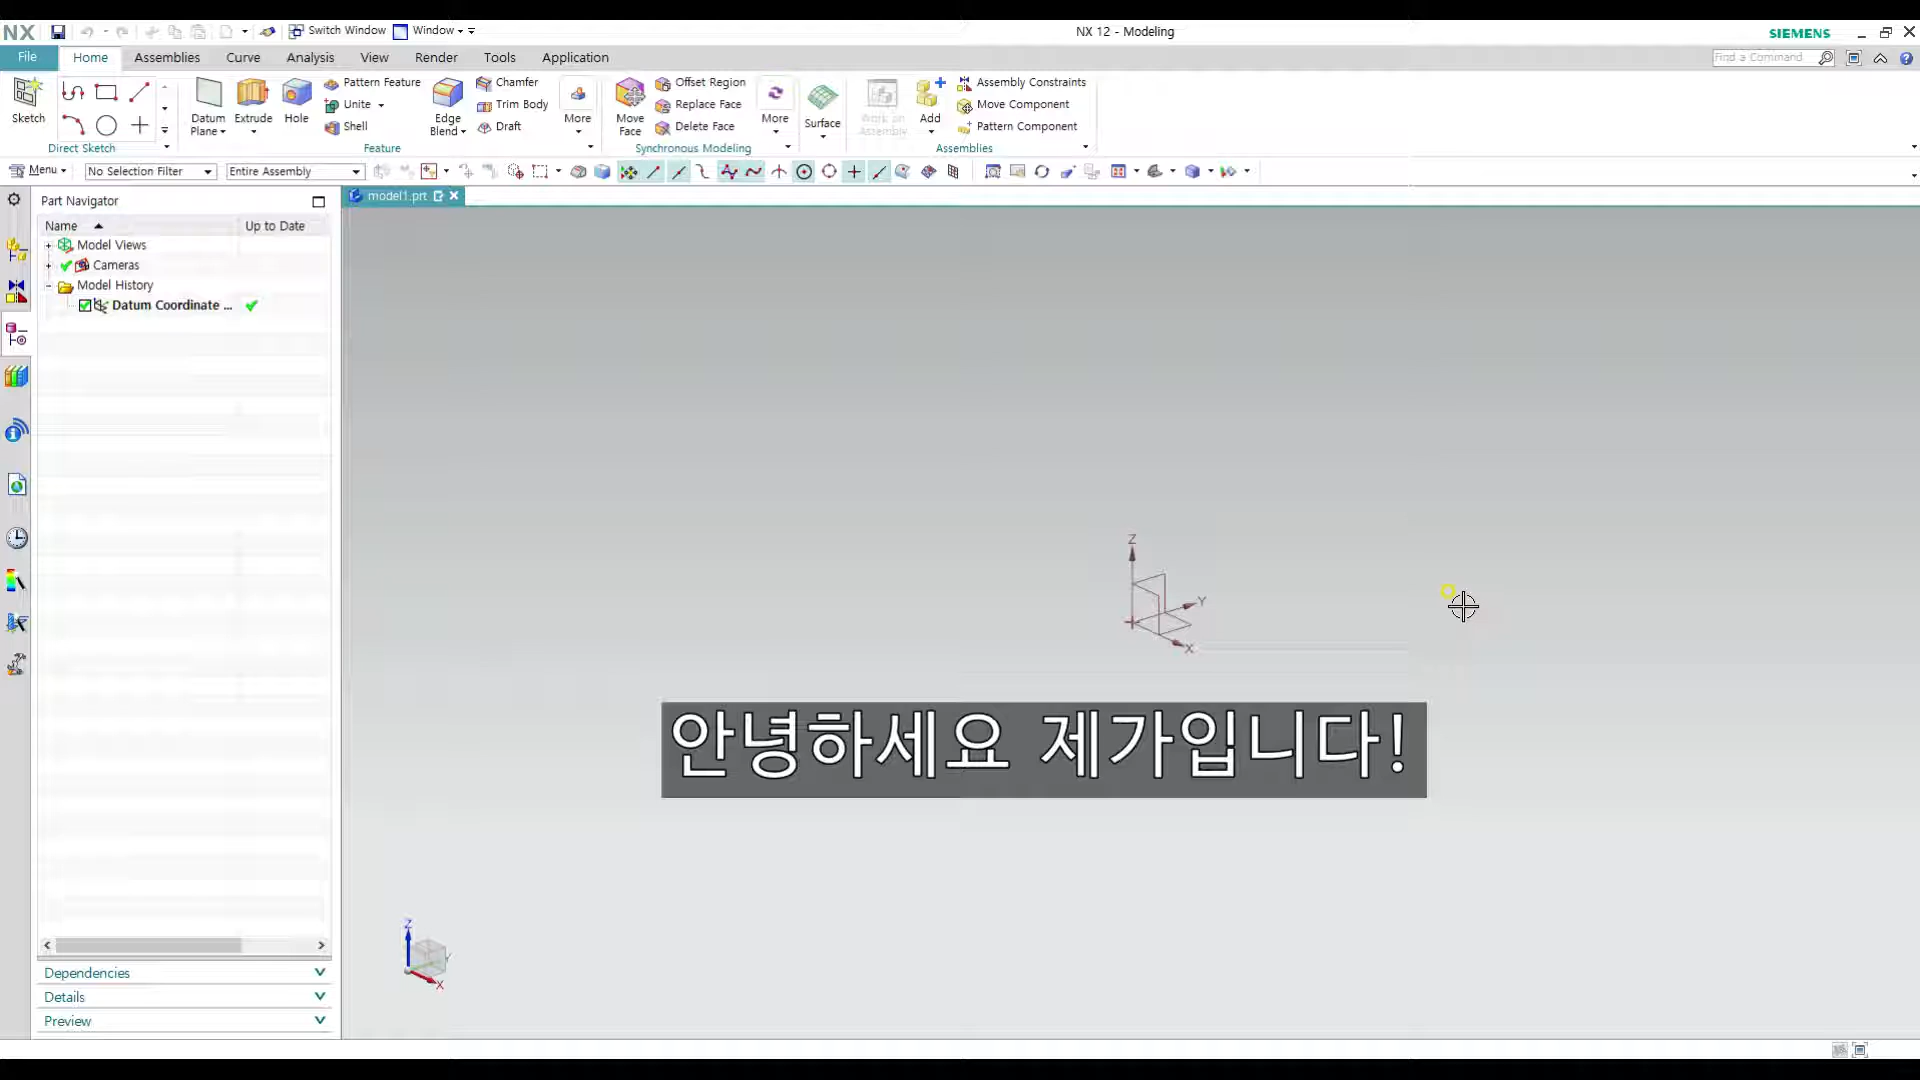 NX
Switch Window
Window
NX 12 - Modeling
SIEMENS
File
Home
Assemblies
Curve
Analysis
View
Render
Tools
Application
Find a Command
Sketch
Direct Sketch
Datum Plane
Extrude
Hole
Pattern Feature
Unite
Shell
Edge Blend
Chamfer
Trim Body
Draft
More
Feature
Move Face
Offset Region
Replace Face
Delete Face
More
Synchronous Modeling
Surface
Work on Assembly
Add
Assembly Constraints
Move Component
Pattern Component
Assemblies
Menu
No Selection Filter
Entire Assembly
Part Navigator
model1.prt
Name
Up to Date
Model Views
Cameras
Model History
Datum Coordinate ...
Z
Y
X
안녕하세요 제가입니다!
Z
Y
X
Dependencies
Details
Preview